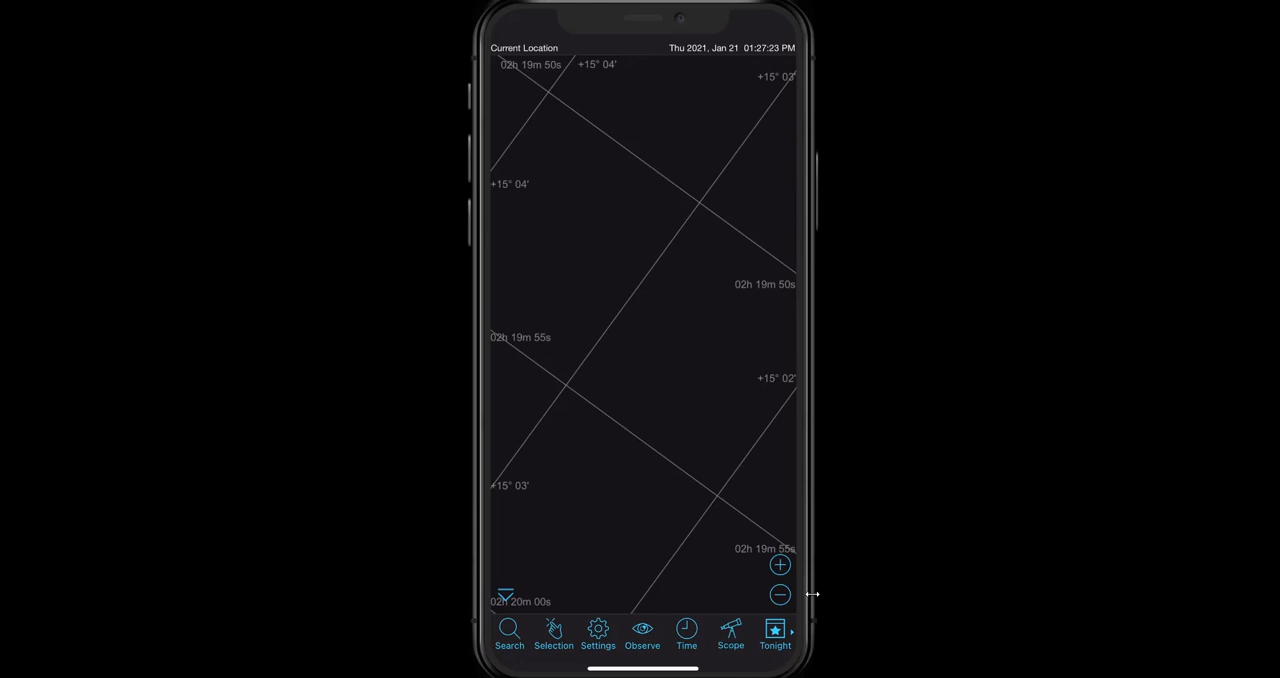 Current Location Thu 2021, Jan 21 01:27:23 PM
02h 19m 50s +15° 04'
+15° 03'
+15° 04'
02h 19m 50s
02h 19m 55s
+15° 02'
+15° 03'
02h 19m 55s
02h 20m 00s
Search Selection Settings Observe Time Scope Tonight